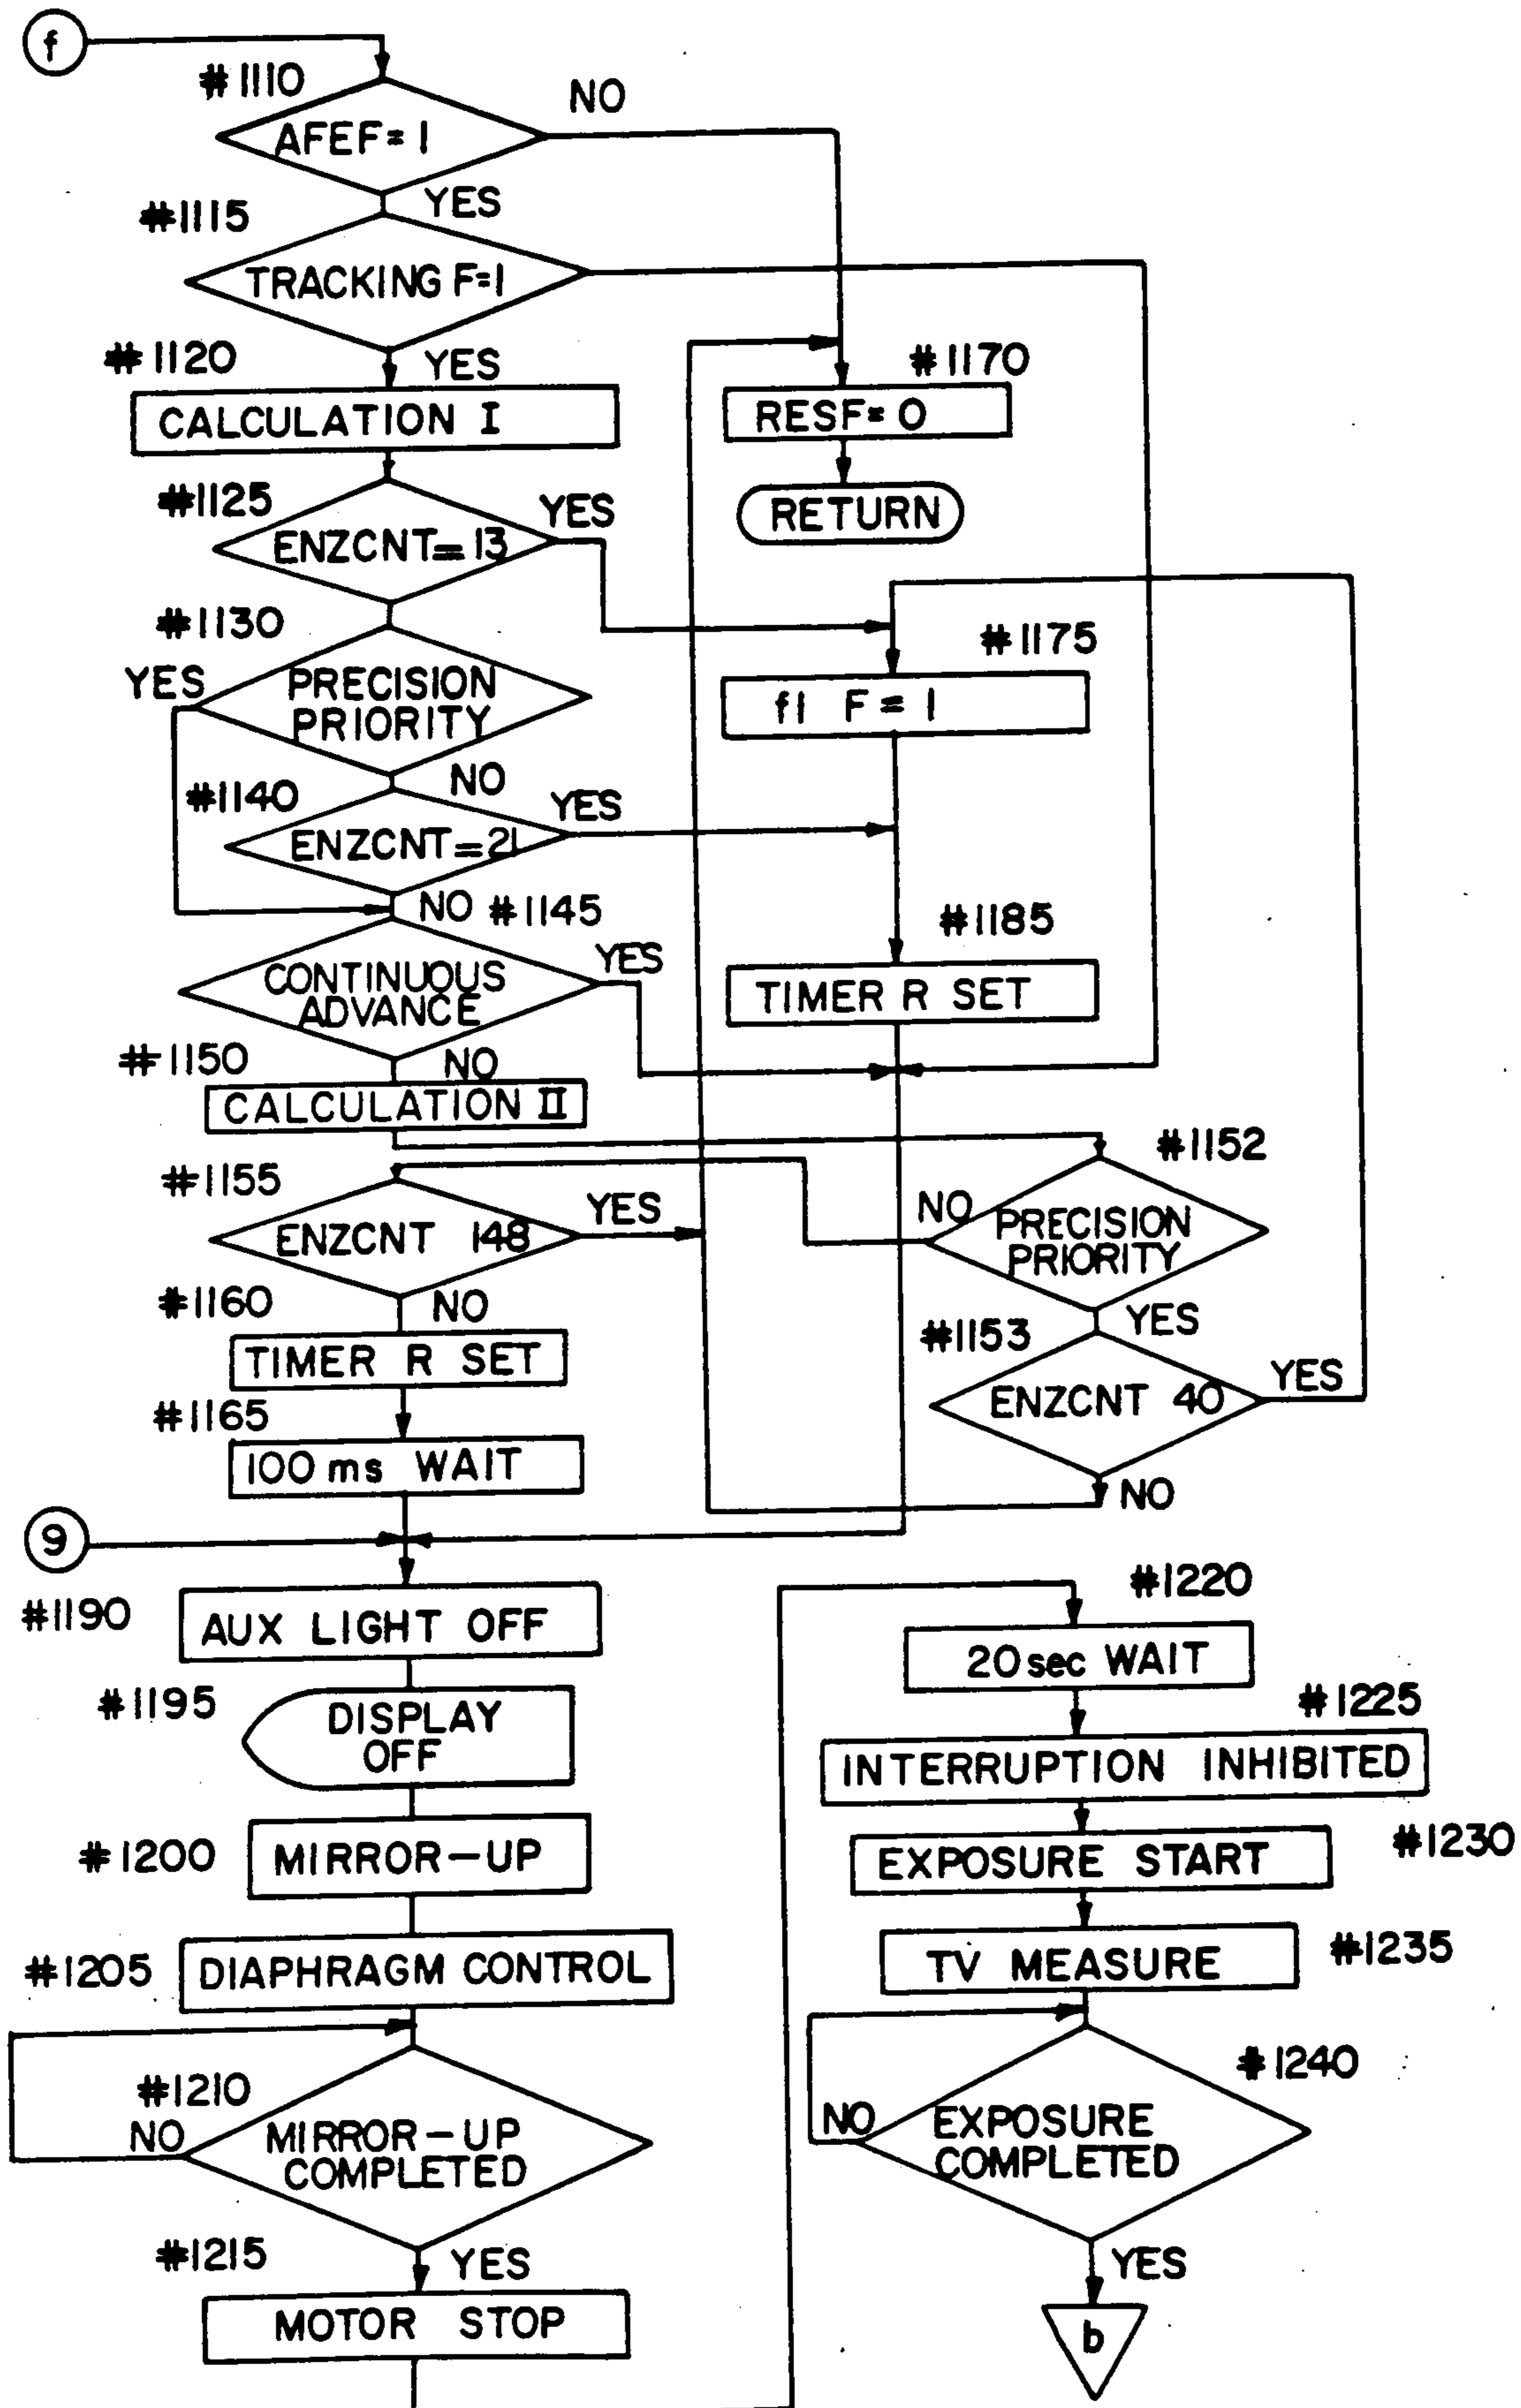 f
#1110
NO
AFEF=1
YES
#1115
TRACKING F=1
#1120
YES
CALCULATION I
#1170
RESF=0
RETURN
#1125
YES
ENZCNT=13
#1130
YES
PRECISION
PRIORITY
#1175
f1 F=1
NO
#1140
YES
ENZCNT=21
NO
#1145
YES
CONTINUOUS
ADVANCE
#1185
TIMER R SET
#1150
NO
CALCULATION II
#1152
NO
PRECISION
PRIORITY
#1155
YES
ENZCNT 148
YES
#1153
YES
ENZCNT 40
NO
#1160
NO
TIMER R SET
#1165
100ms WAIT
9
#1190
AUX LIGHT OFF
#1195
DISPLAY
OFF
#1200
MIRROR-UP
#1205
DIAPHRAGM CONTROL
#1210
NO
MIRROR-UP
COMPLETED
#1215
YES
MOTOR STOP
#1220
20sec WAIT
#1225
INTERRUPTION INHIBITED
#1230
EXPOSURE START
#1235
TV MEASURE
#1240
NO
EXPOSURE
COMPLETED
YES
b